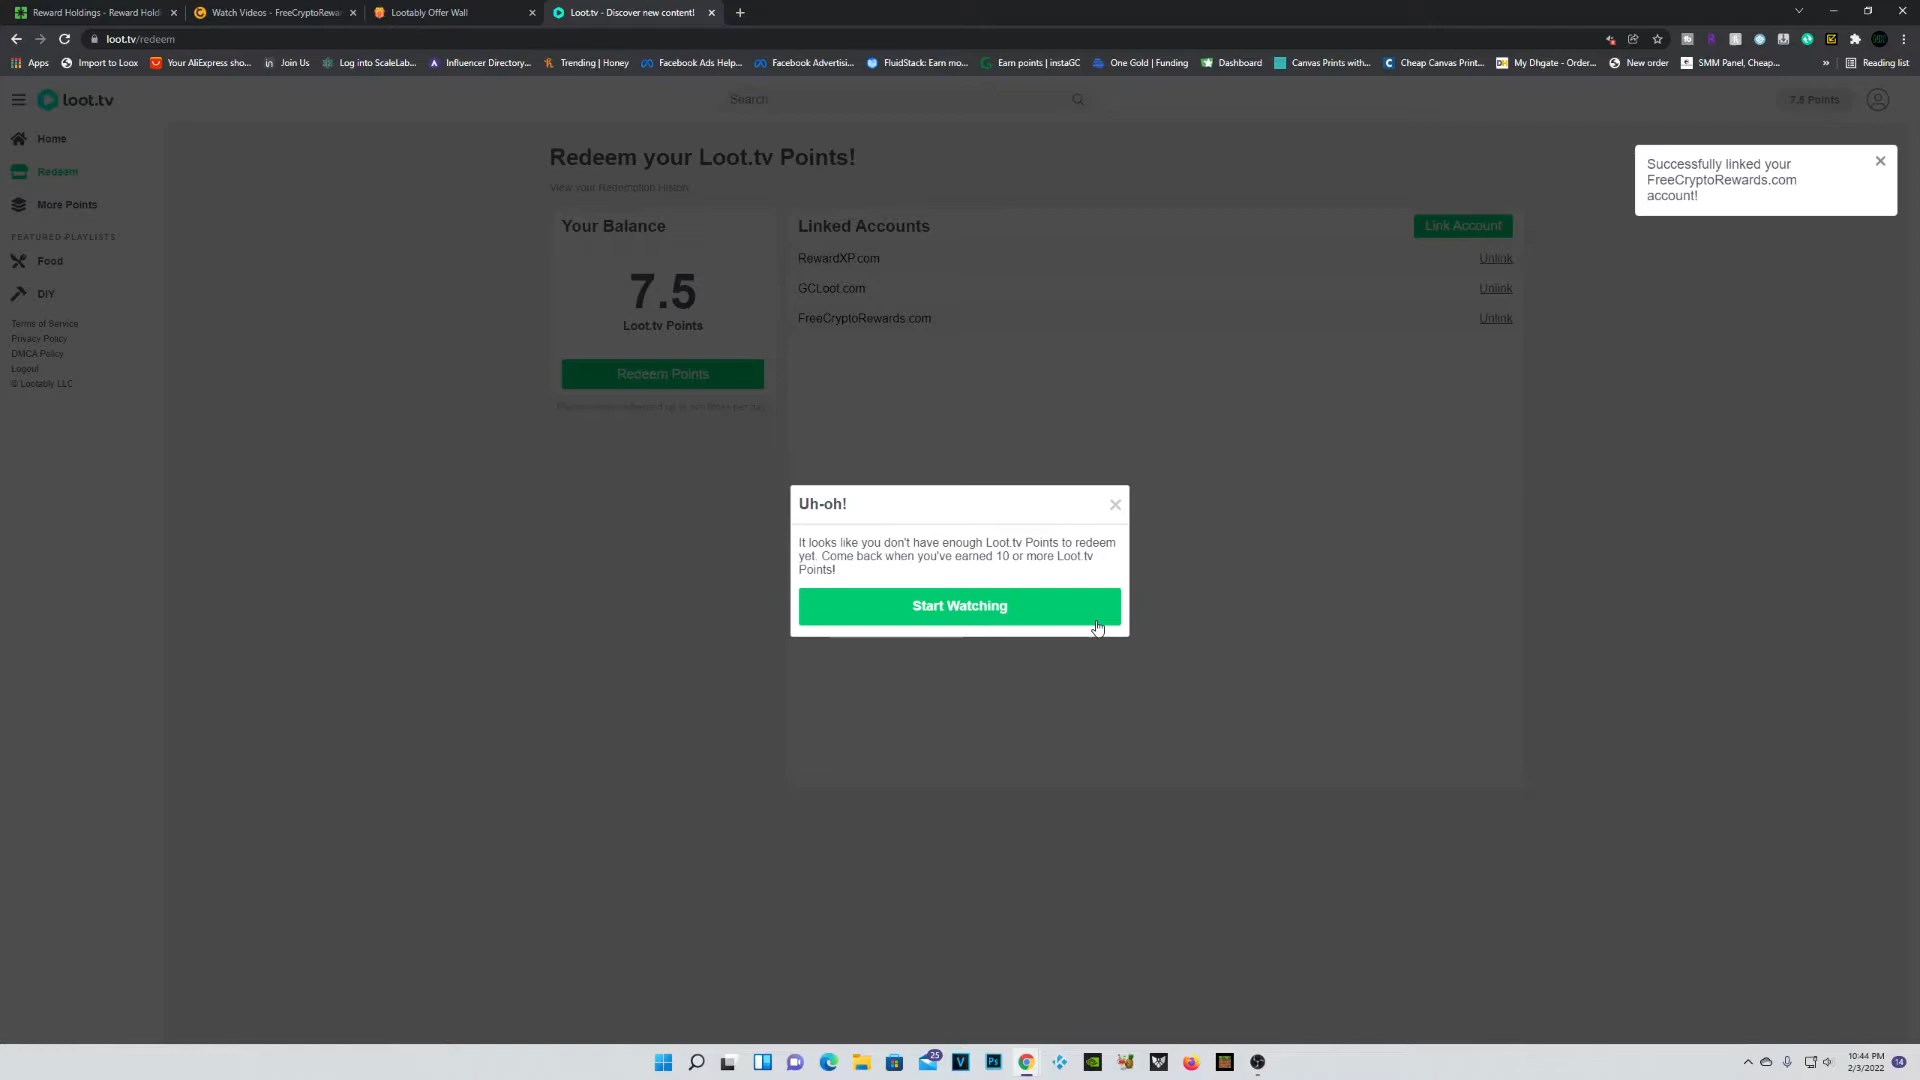 Reward Holdings - Reward Hold
Watch Videos - FreeCryptoRewar
Lootably Offer Wall
Loot.tv - Discover new content!
loot.tv/redeem
Apps
Import to Loox
Your AliExpress sho...
Join Us
Log into ScaleLab...
Influencer Directory...
Trending | Honey
Facebook Ads Help...
Facebook Advertisi...
FluidStack: Earn mo...
Earn points | instaGC
One Gold | Funding
Dashboard
Canvas Prints with...
Cheap Canvas Print...
My Dhgate - Order...
New order
SMM Panel, Cheap...
Reading list
loot.tv
Search
7.5 Points
Home
Redeem
More Points
FEATURED PLAYLISTS
Food
DIY
Terms of Service
Privacy Policy
DMCA Policy
Logout
© Lootably LLC
Redeem your Loot.tv Points!
View your Redemption History
Your Balance
7.5
Loot.tv Points
Redeem Points
Linked Accounts
Link Account
RewardXP.com
Unlink
GCLoot.com
Unlink
FreeCryptoRewards.com
Unlink
Successfully linked your
FreeCryptoRewards.com
account!
Uh-oh!
It looks like you don't have enough Loot.tv Points to redeem
yet. Come back when you've earned 10 or more Loot.tv
Points!
Start Watching
25
10:44 PM
2/3/2022
14